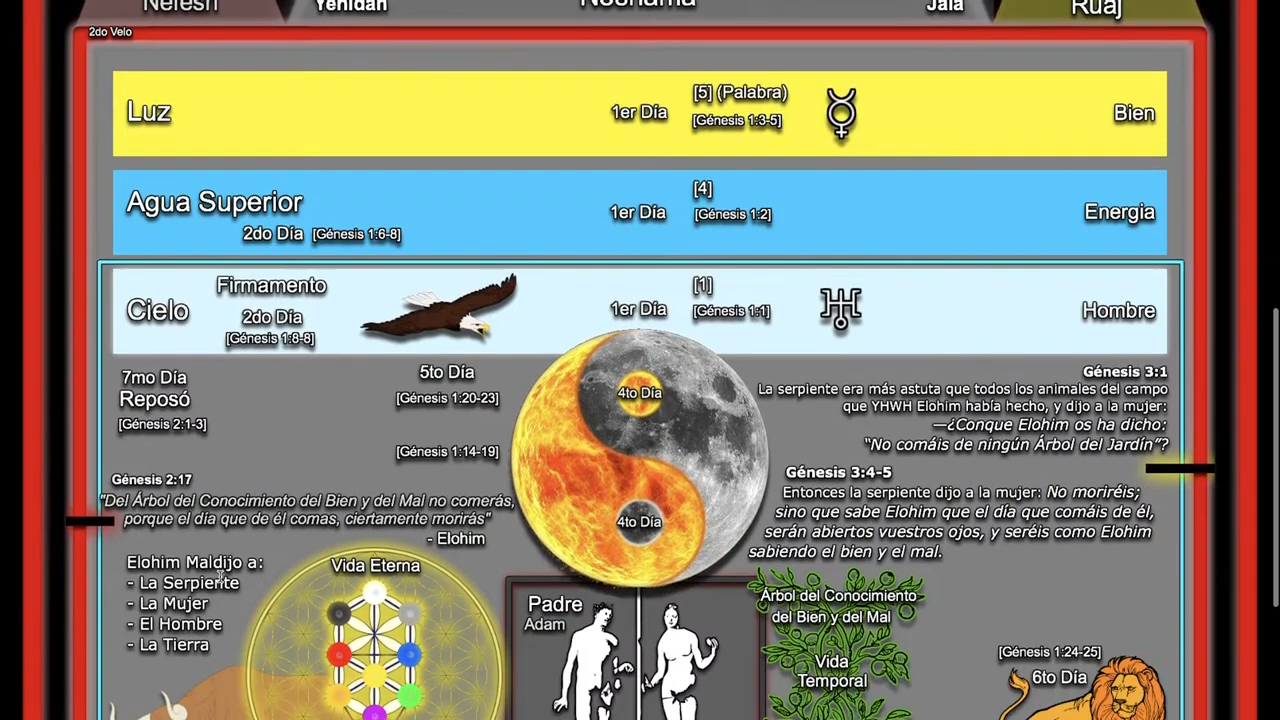 Nefesh
Yehidah
Neshama
Jaia
Ruaj
2do Velo
Luz
1er Día
[5] (Palabra)
[Génesis 1:3-5]
Bien
Agua Superior
2do Día [Génesis 1:6-8]
1er Día
[4]
[Génesis 1:2]
Energia
Cielo
Firmamento
2do Día
[Génesis 1:8-8]
1er Día
[1]
[Génesis 1:1]
Hombre
7mo Día
Reposó
[Génesis 2:1-3]
5to Día
[Génesis 1:20-23]
[Génesis 1:14-19]
4to Día
4to Día
Génesis 3:1
La serpiente era más astuta que todos los animales del campo
que YHWH Elohim había hecho, y dijo a la mujer:
—¿Conque Elohim os ha dicho:
“No comáis de ningún Árbol del Jardín”?
Génesis 3:4-5
Entonces la serpiente dijo a la mujer: No moriréis;
sino que sabe Elohim que el día que comáis de él,
serán abiertos vuestros ojos, y seréis como Elohim
sabiendo el bien y el mal.
Génesis 2:17
"Del Árbol del Conocimiento del Bien y del Mal no comerás,
porque el dia que de él comas, ciertamente morirás"
- Elohim
Elohim Maldijo a:
- La Serpiente
- La Mujer
- El Hombre
- La Tierra
Vida Eterna
Padre
Adam
Árbol del Conocimiento
del Bien y del Mal
Vida
Temporal
[Génesis 1:24-25]
6to Día